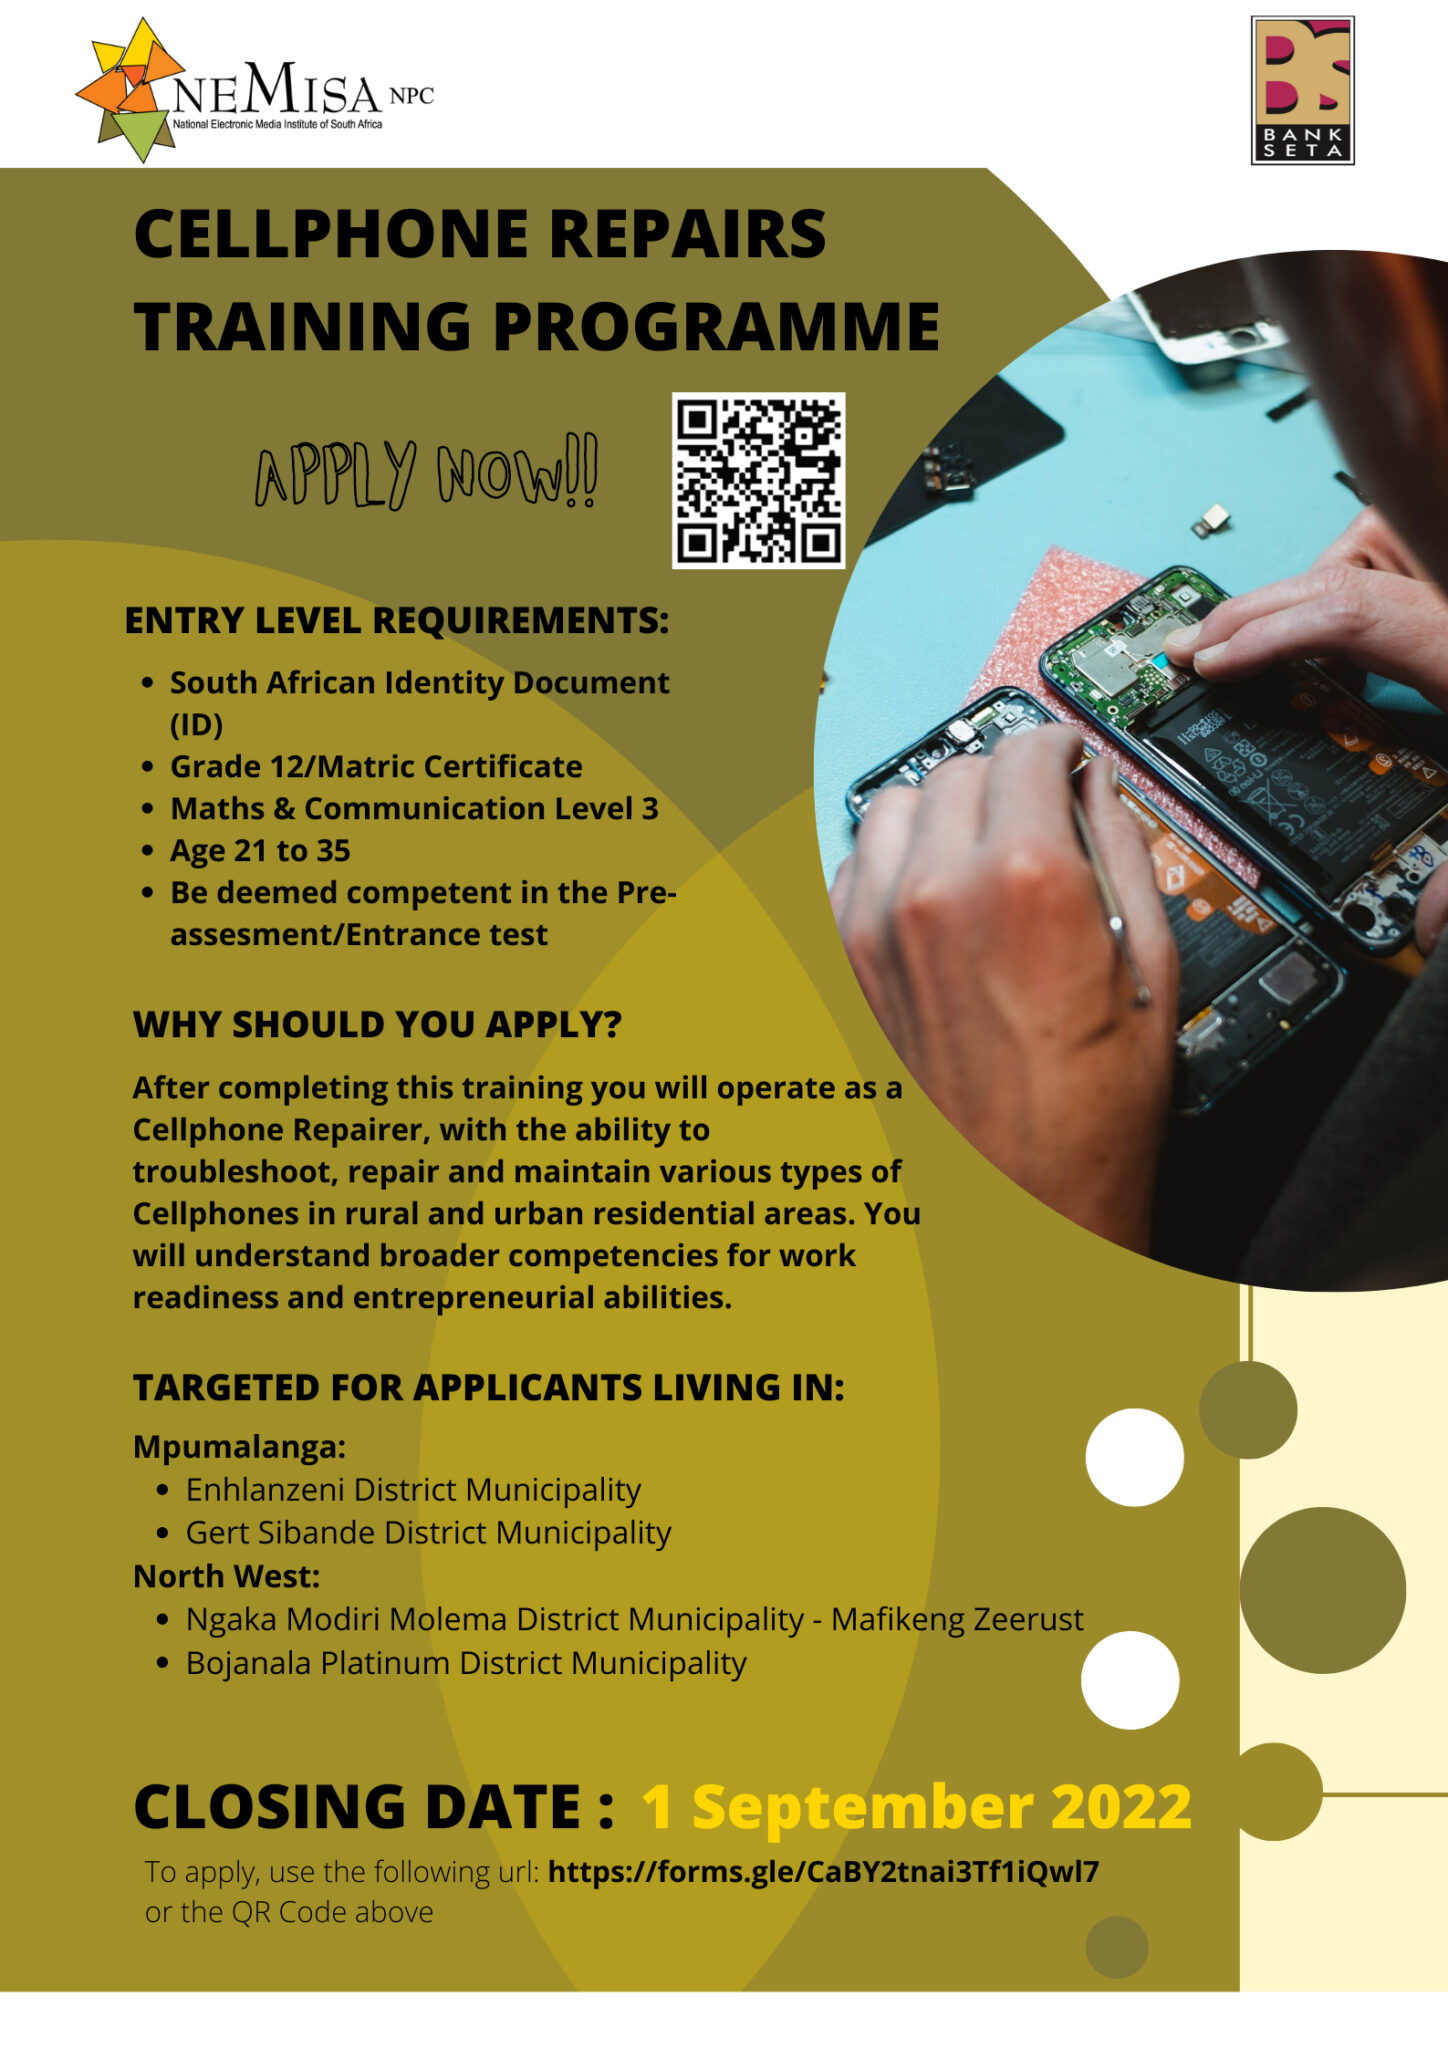 NEMISA NPC
National Electronic Media Institute of South Africa
BS
BANK
SETA
CELLPHONE REPAIRS
TRAINING PROGRAMME
APPLY NOW!!
ENTRY LEVEL REQUIREMENTS:
• South African Identity Document
(ID)
• Grade 12/Matric Certificate
• Maths & Communication Level 3
• Age 21 to 35
• Be deemed competent in the Pre-
assesment/Entrance test
WHY SHOULD YOU APPLY?
After completing this training you will operate as a
Cellphone Repairer, with the ability to
troubleshoot, repair and maintain various types of
Cellphones in rural and urban residential areas. You
will understand broader competencies for work
readiness and entrepreneurial abilities.
TARGETED FOR APPLICANTS LIVING IN:
Mpumalanga:
• Enhlanzeni District Municipality
• Gert Sibande District Municipality
North West:
• Ngaka Modiri Molema District Municipality - Mafikeng Zeerust
• Bojanala Platinum District Municipality
CLOSING DATE : 1 September 2022
To apply, use the following url: https://forms.gle/CaBY2tnai3Tf1iQwl7
or the QR Code above